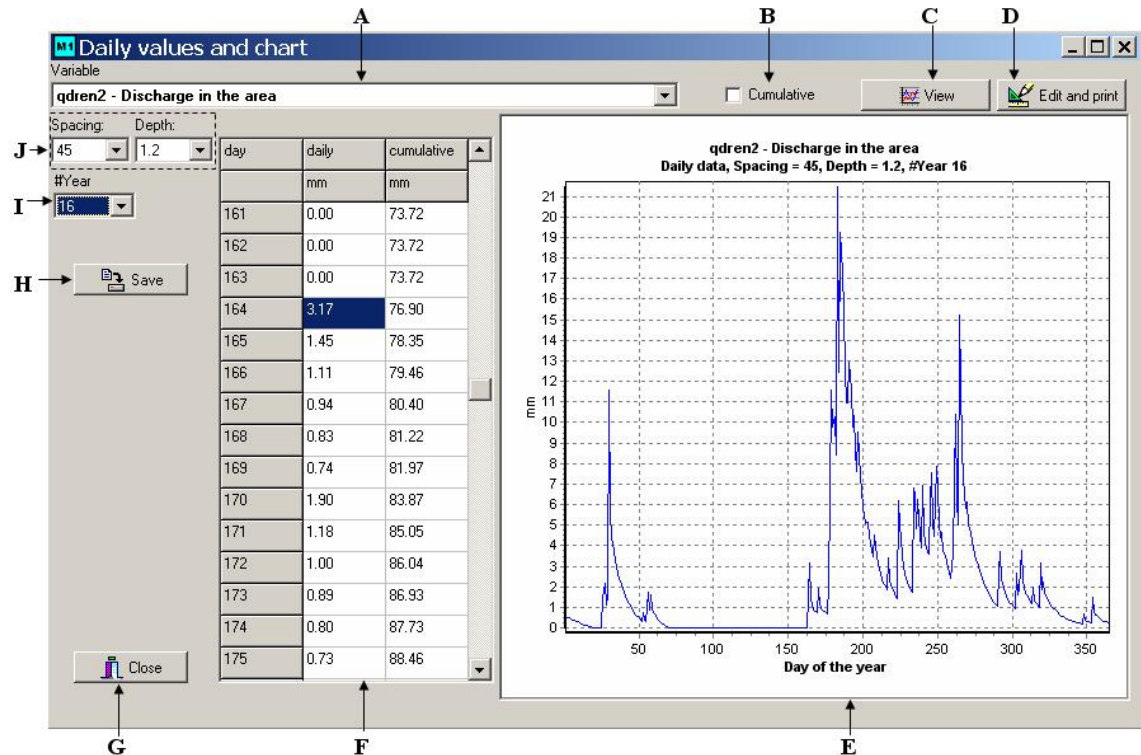 A
B
C
D
M1 Daily values and chart
Variable
qdren2 - Discharge in the area
Cumulative
View
Edit and print
J
Spacing: Depth:
45 1.2
I
#Year
16
H
Save
day daily cumulative
mm mm
161 0.00 73.72
162 0.00 73.72
163 0.00 73.72
164 3.17 76.90
165 1.45 78.35
166 1.11 79.46
167 0.94 80.40
168 0.83 81.22
169 0.74 81.97
170 1.90 83.87
171 1.18 85.05
172 1.00 86.04
173 0.89 86.93
174 0.80 87.73
175 0.73 88.46
qdren2 - Discharge in the area
Daily data, Spacing = 45, Depth = 1.2, #Year 16
21
20
19
18
17
16
15
14
13
12
11
10
9
8
7
6
5
4
3
2
1
0
mm
50 100 150 200 250 300 350
Day of the year
Close
G
F
E